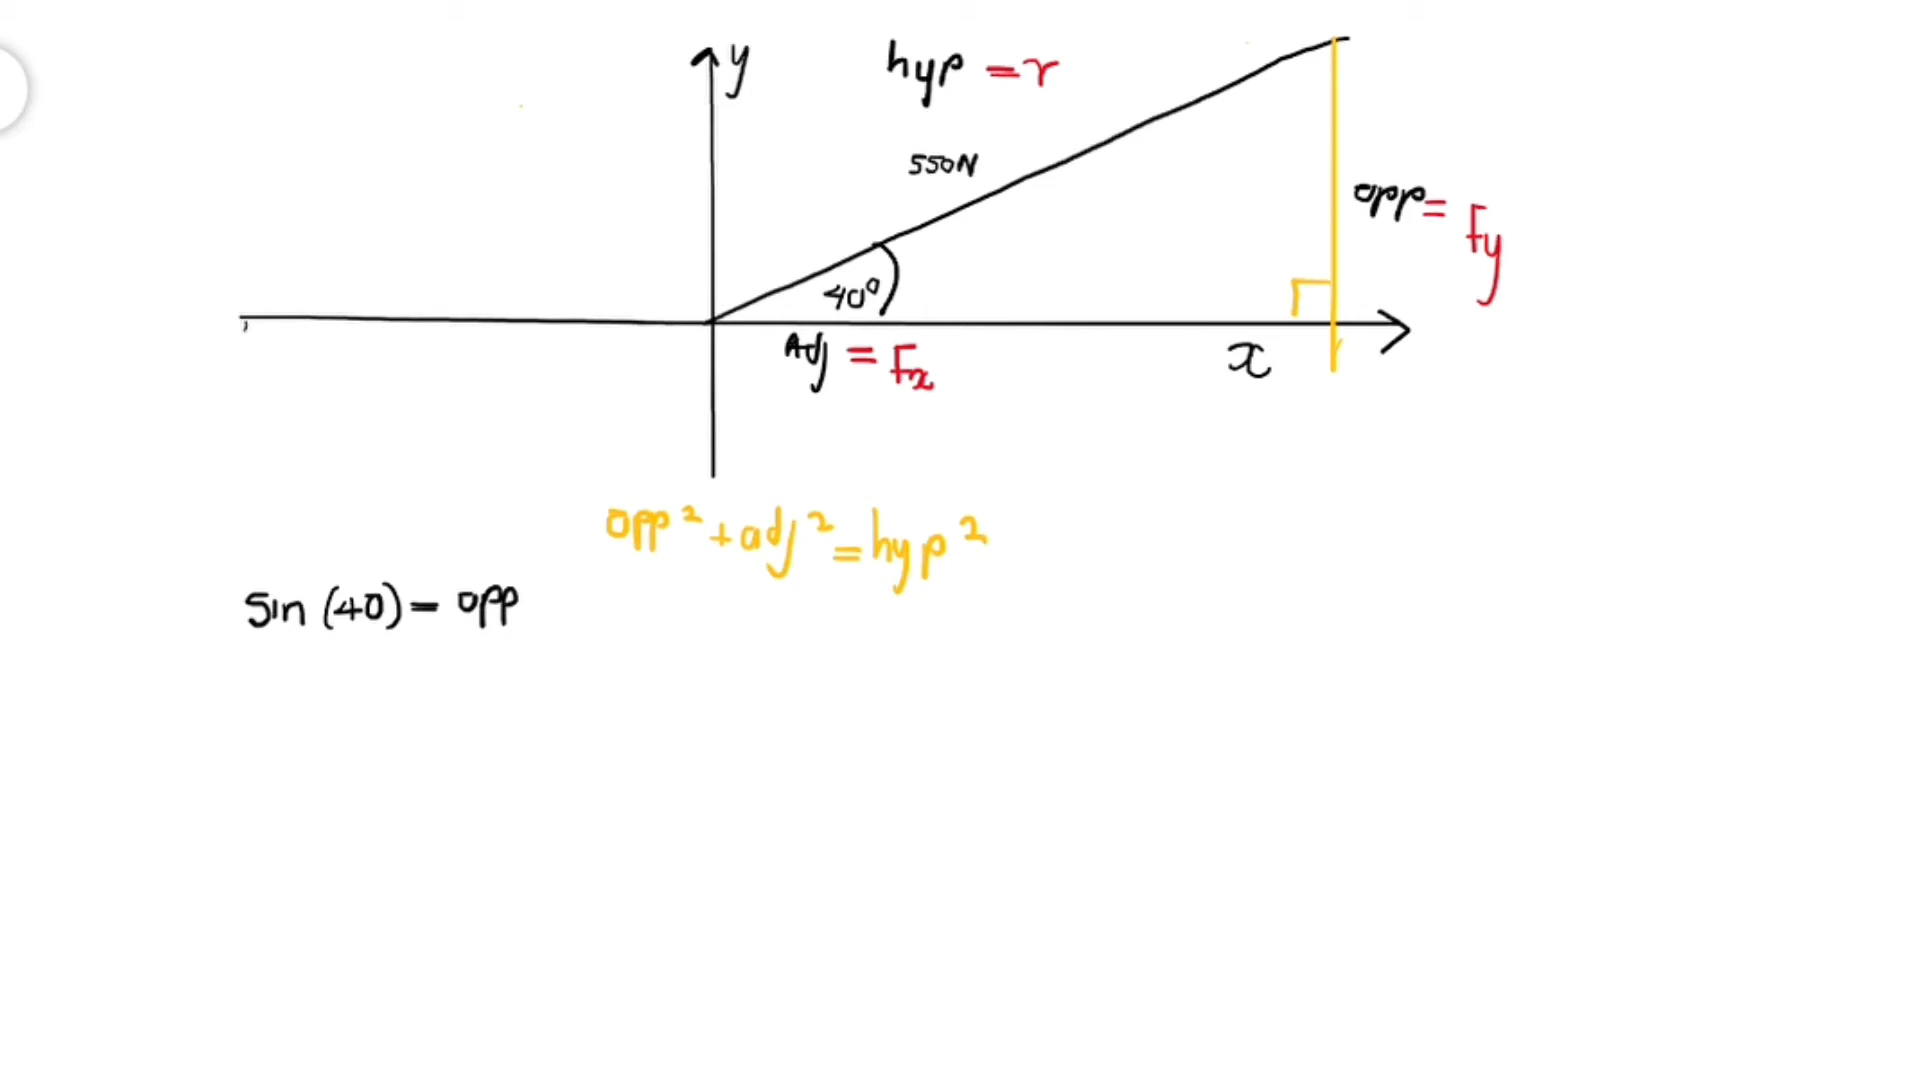 y
hyp = r
550N
opp = Fy
40°
Adj = Fx
x
opp² + adj² = hyp²
Sin (40) = opp